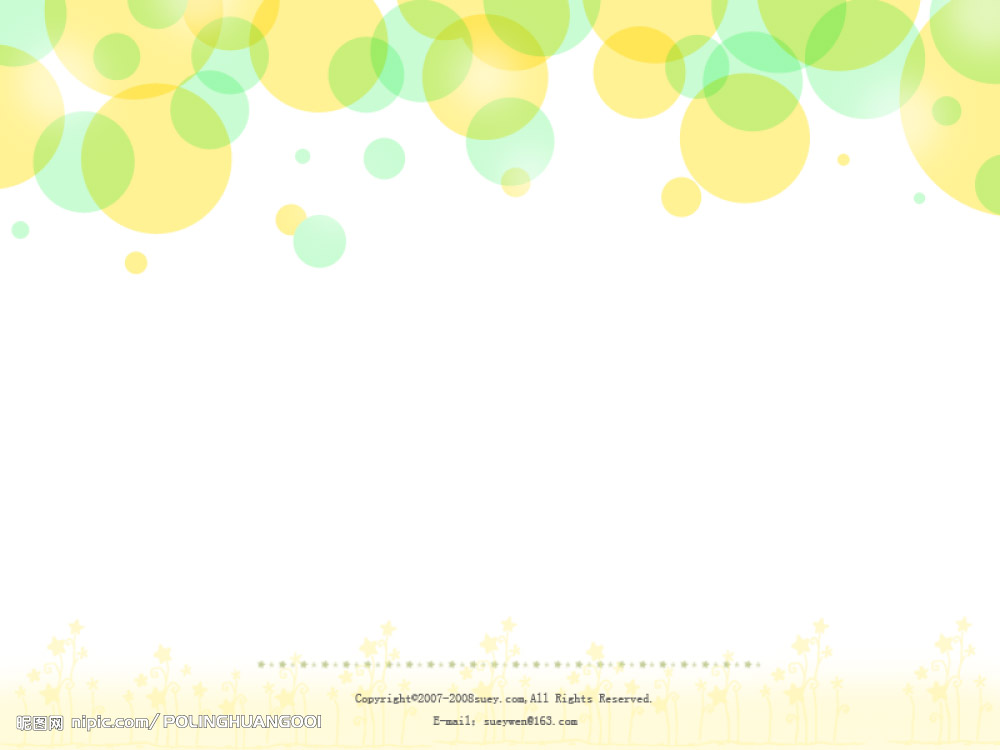 Copyright©2007-2008suey.com,All Rights Reserved.
E-mail：sueywen@163.com
昵图网 nipic.com/POLINGHUANGOOI